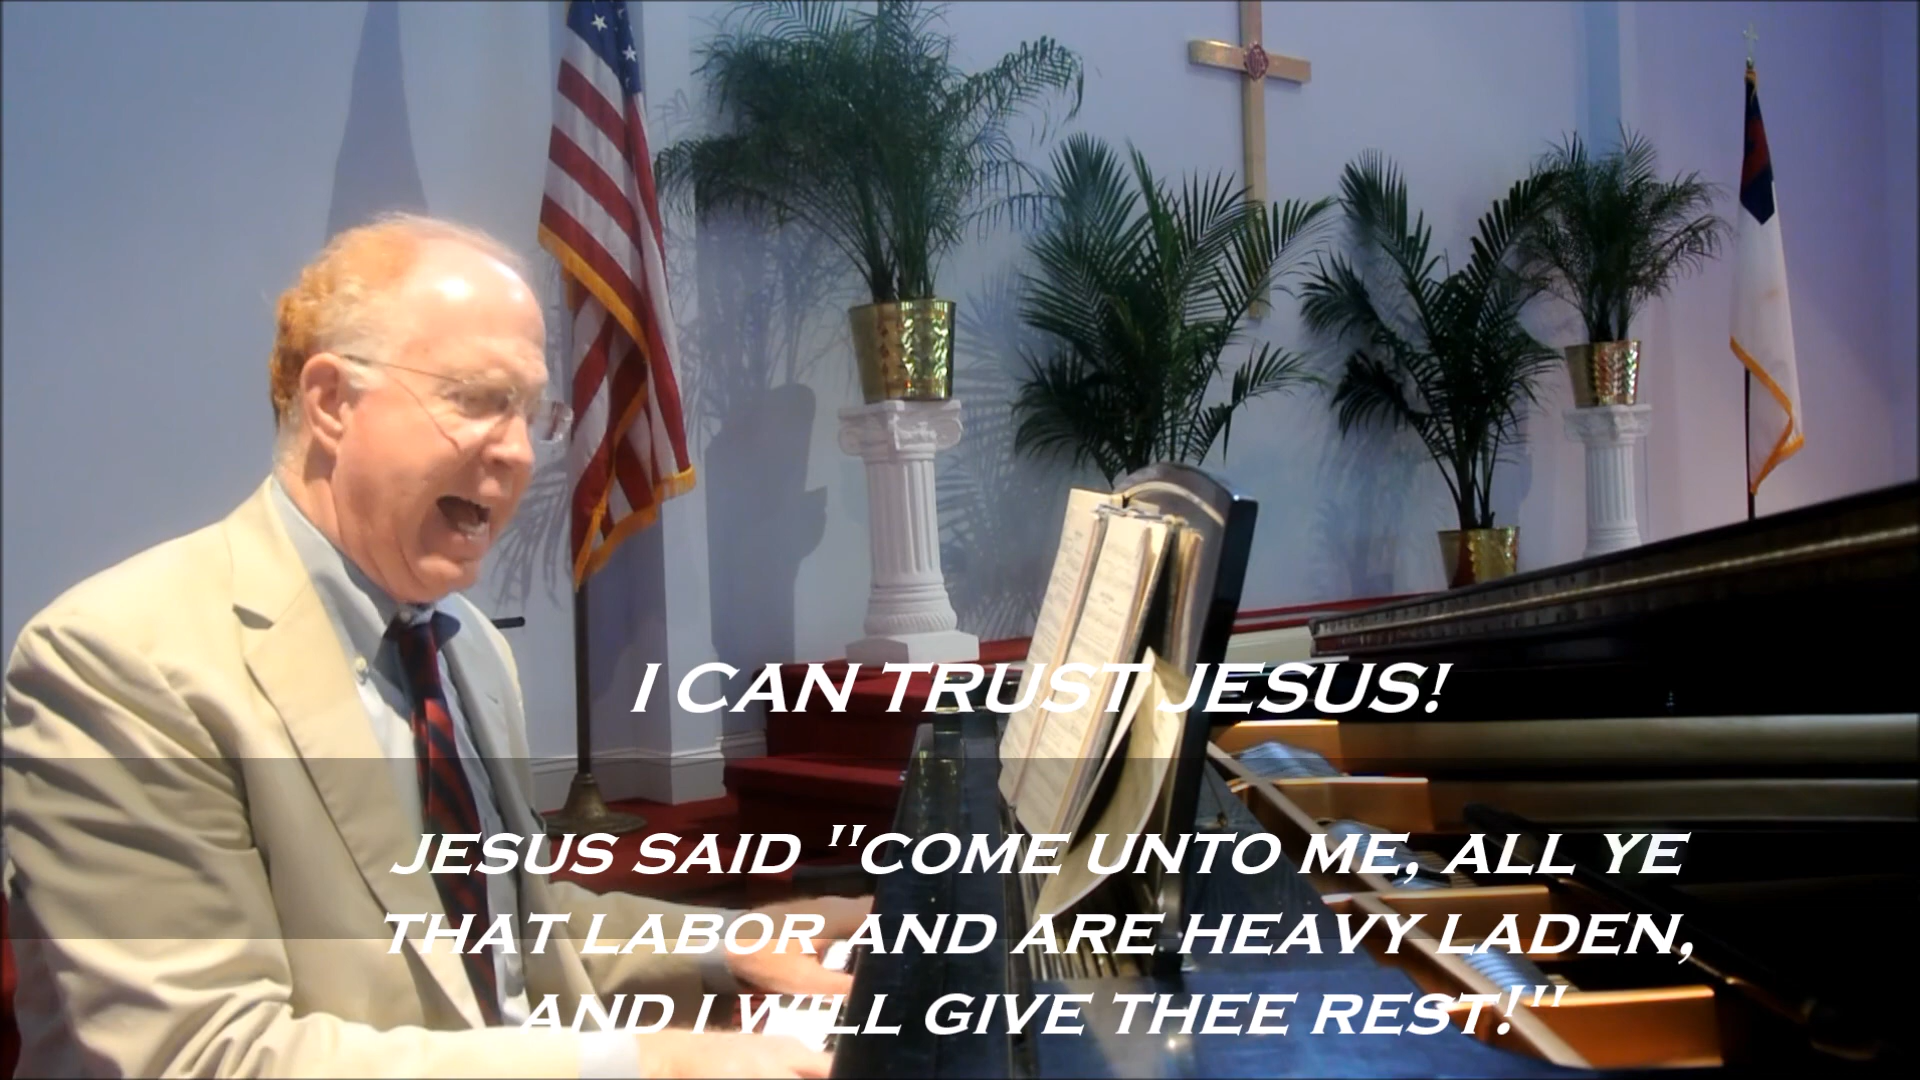 I CAN TRUST JESUS!
JESUS SAID "COME UNTO ME, ALL YE
THAT LABOR AND ARE HEAVY LADEN,
AND I WILL GIVE THEE REST!"